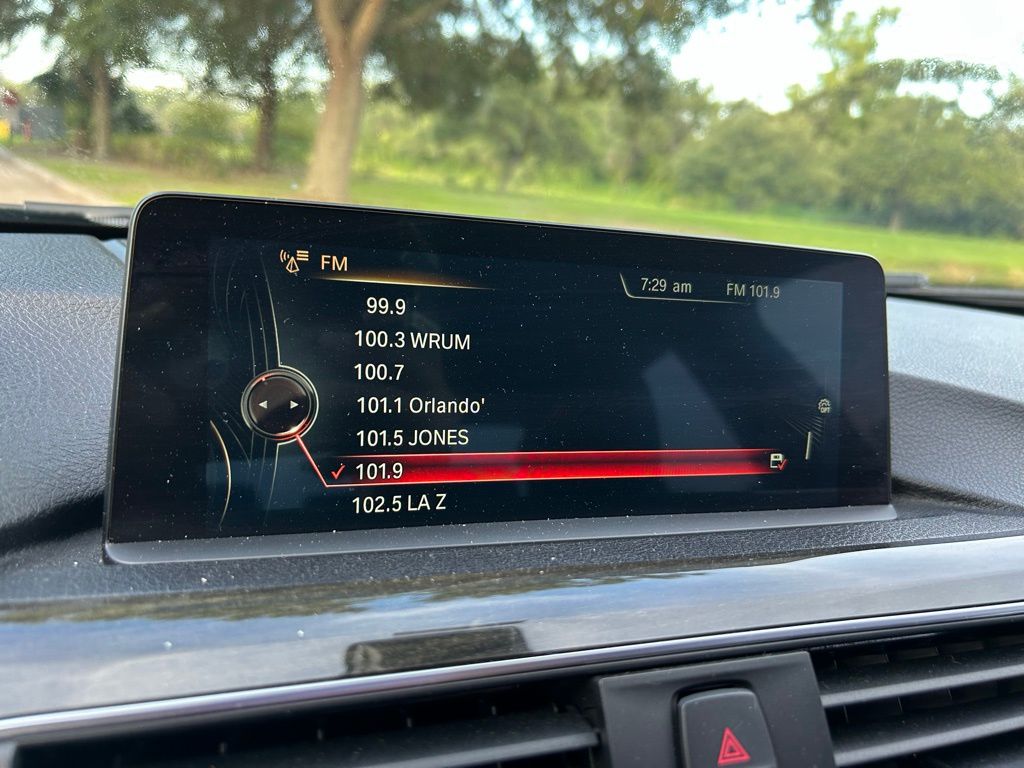 FM
7:29 am FM 101.9
99.9
100.3 WRUM
100.7
101.1 Orlando'
101.5 JONES
101.9
102.5 LA Z
OPT